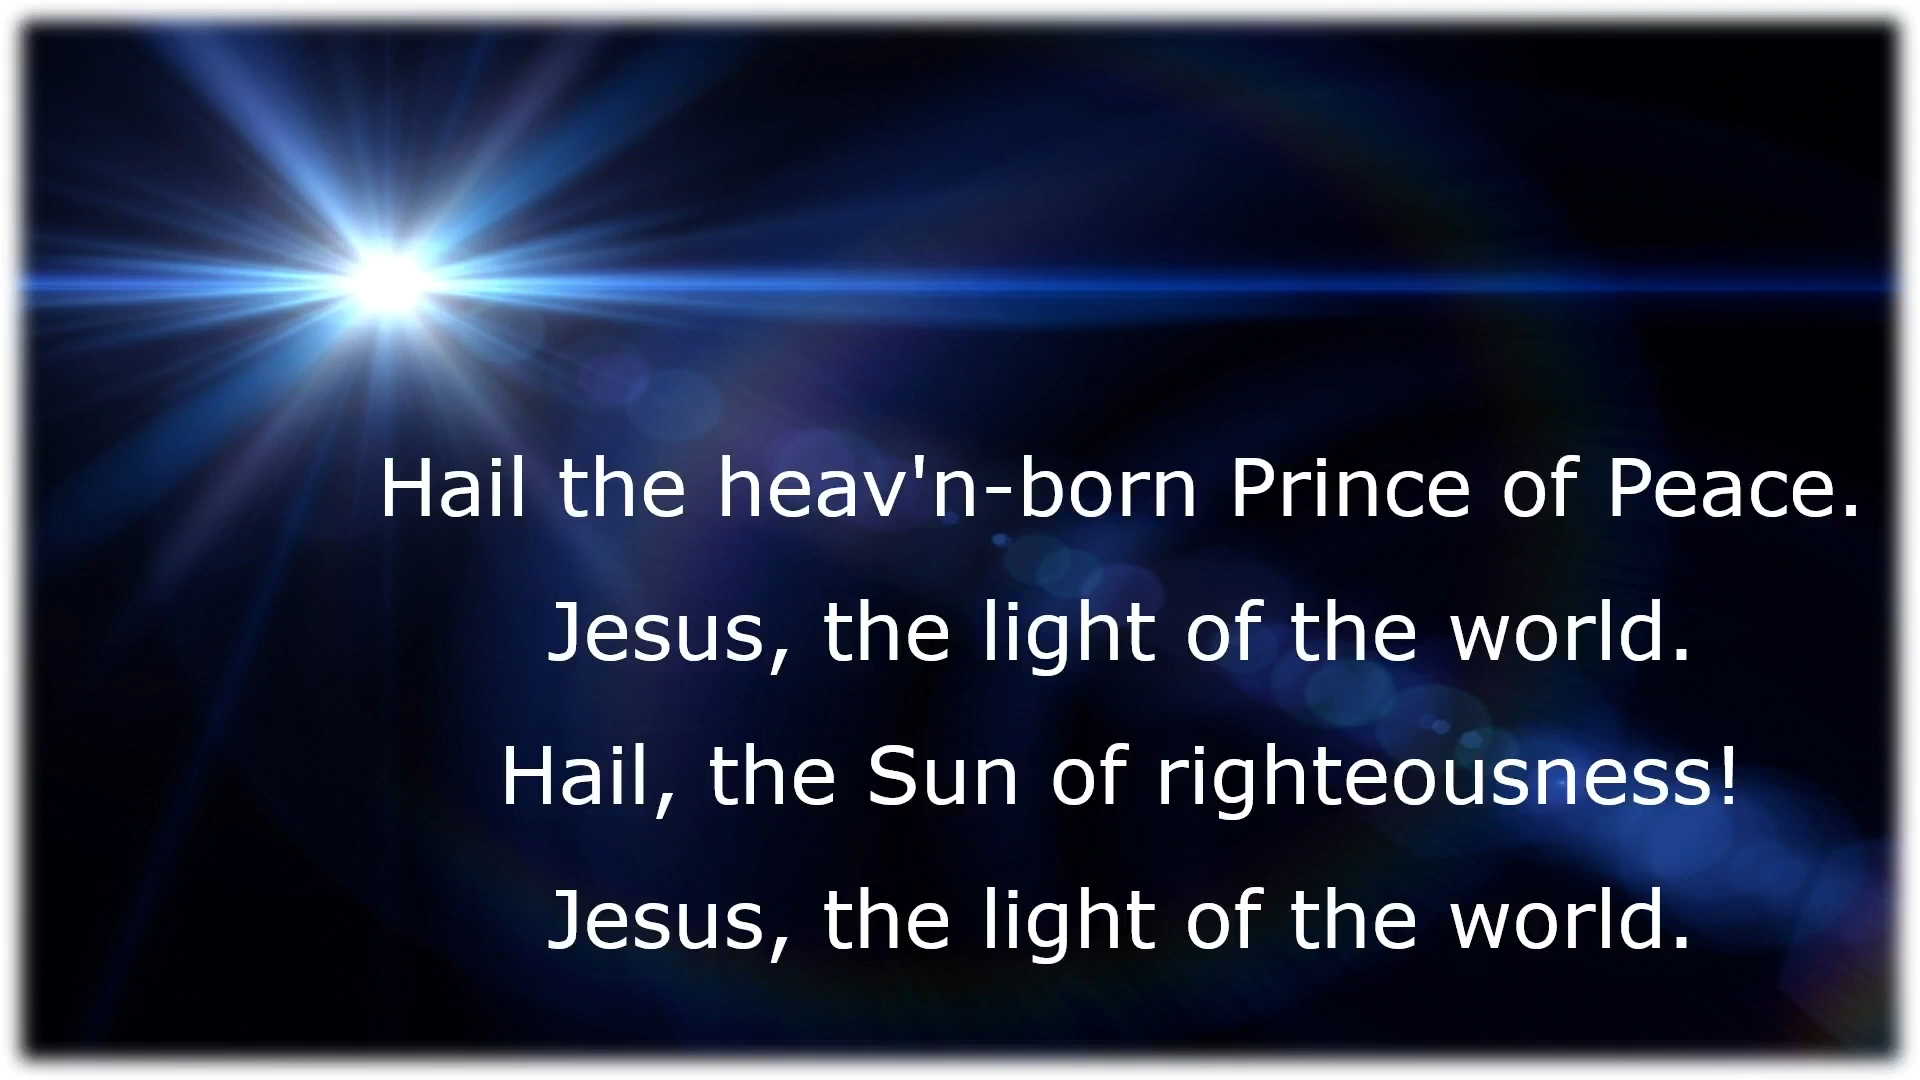 Hail the heav'n-born Prince of Peace.
Jesus, the light of the world.
Hail, the Sun of righteousness!
Jesus, the light of the world.